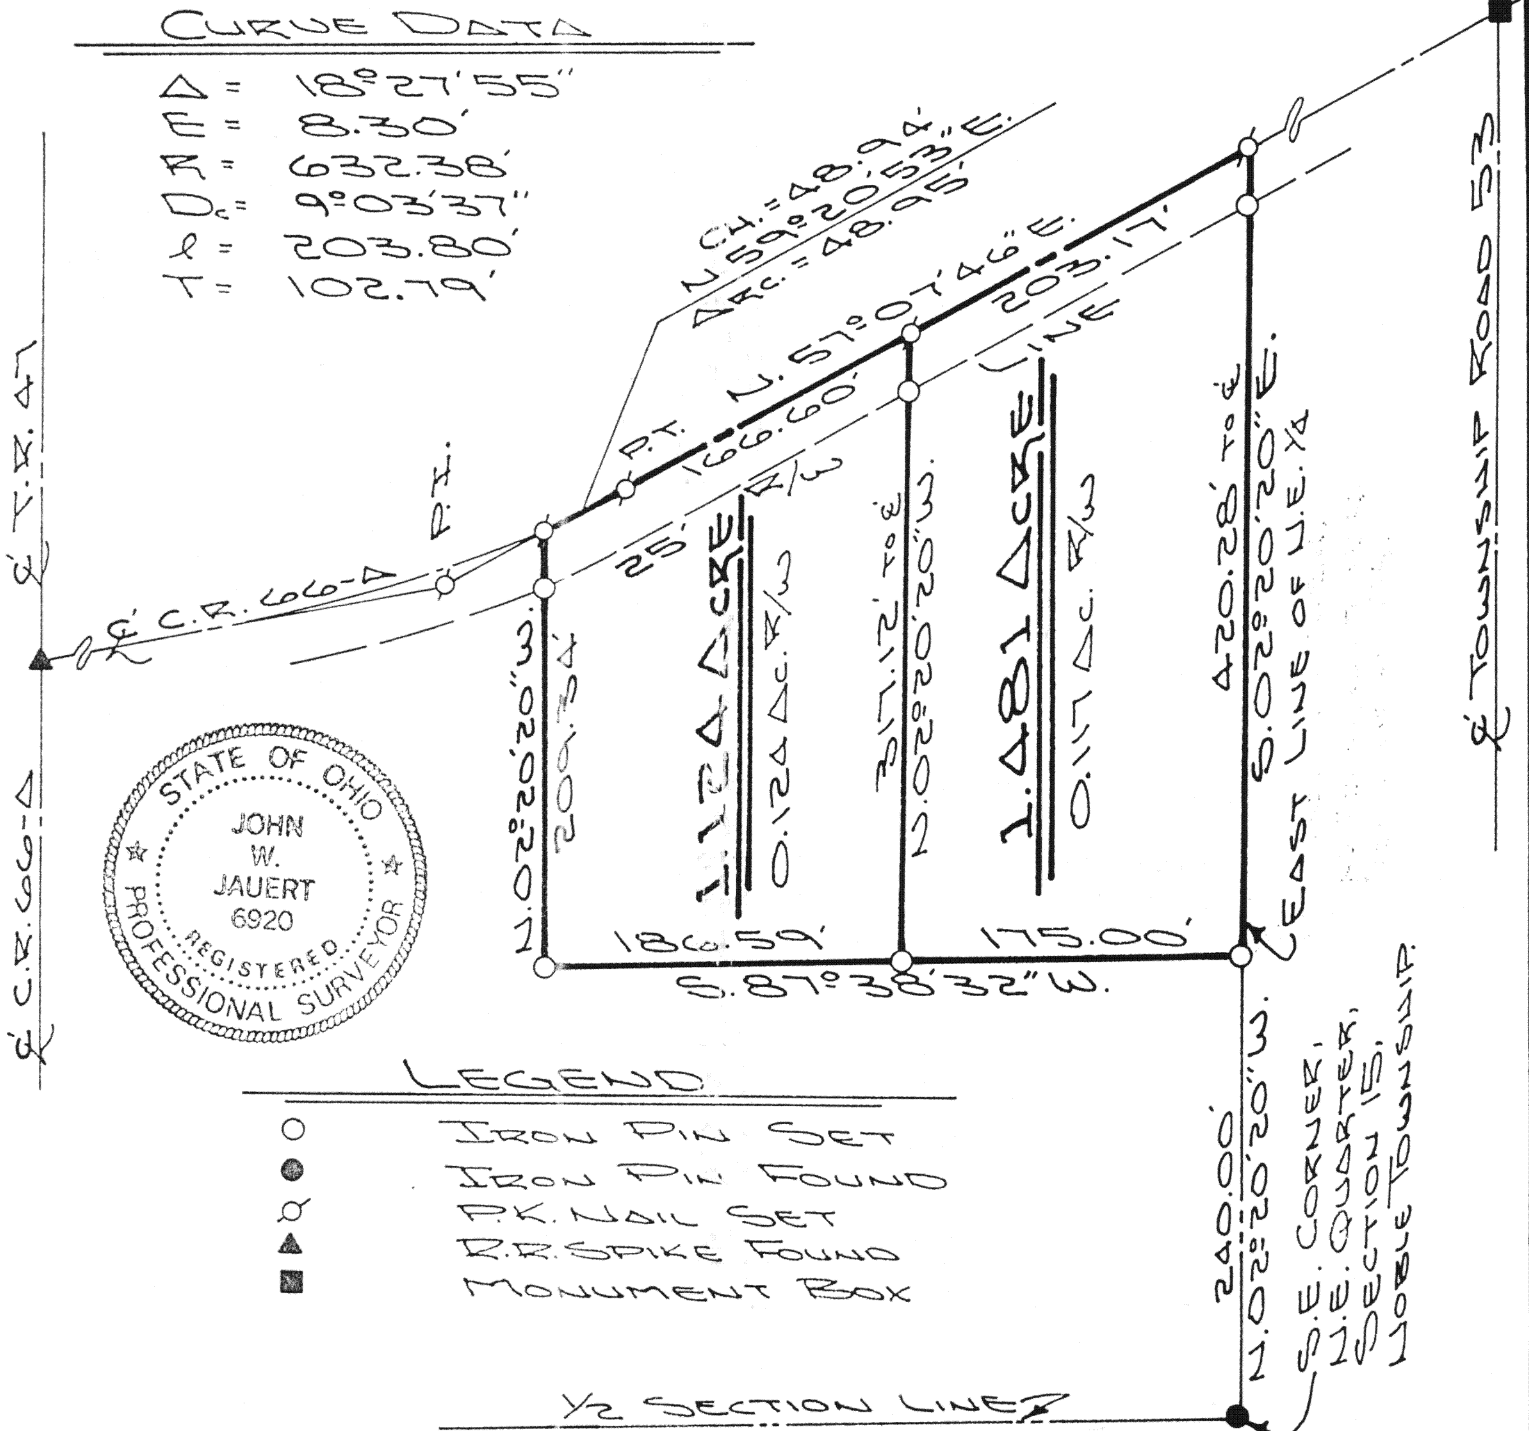 CURVE DATA
Δ = 18°27'55"
E = 8.30'
R = 632.38'
Dc= 9°03'37"
ℓ = 203.80'
T = 102.79'
CH.=48.94'
N 59°20'53" E.
ARC.=48.95'
N. 57°07'46" E.
203.17'
166.60'
P.T.
P.I.
25' R/W LINE
℄ T.R. 47
℄ C.R. 66-A
℄ C.R. 66-A
℄ TOWNSHIP ROAD 53
N.02°20'20"W.
209.34'
1.124 ACRE
0.124 AC. R/W
317.12' TO ℄
N.02°20'20"W.
1.481 ACRE
0.117 AC. R/W
420.28' TO ℄
S.02°20'20"E.
EAST LINE OF N.E. 1/4
186.59'
175.00'
S.87°38'32"W.
STATE OF OHIO
JOHN
W.
JAUERT
6920
REGISTERED
PROFESSIONAL SURVEYOR
LEGEND
IRON PIN SET
IRON PIN FOUND
P.K. NAIL SET
R.R. SPIKE FOUND
MONUMENT BOX
240.00'
N.02°20'20"W.
S.E. CORNER,
N.E. QUARTER,
SECTION 15,
NOBLE TOWNSHIP.
1/2 SECTION LINE